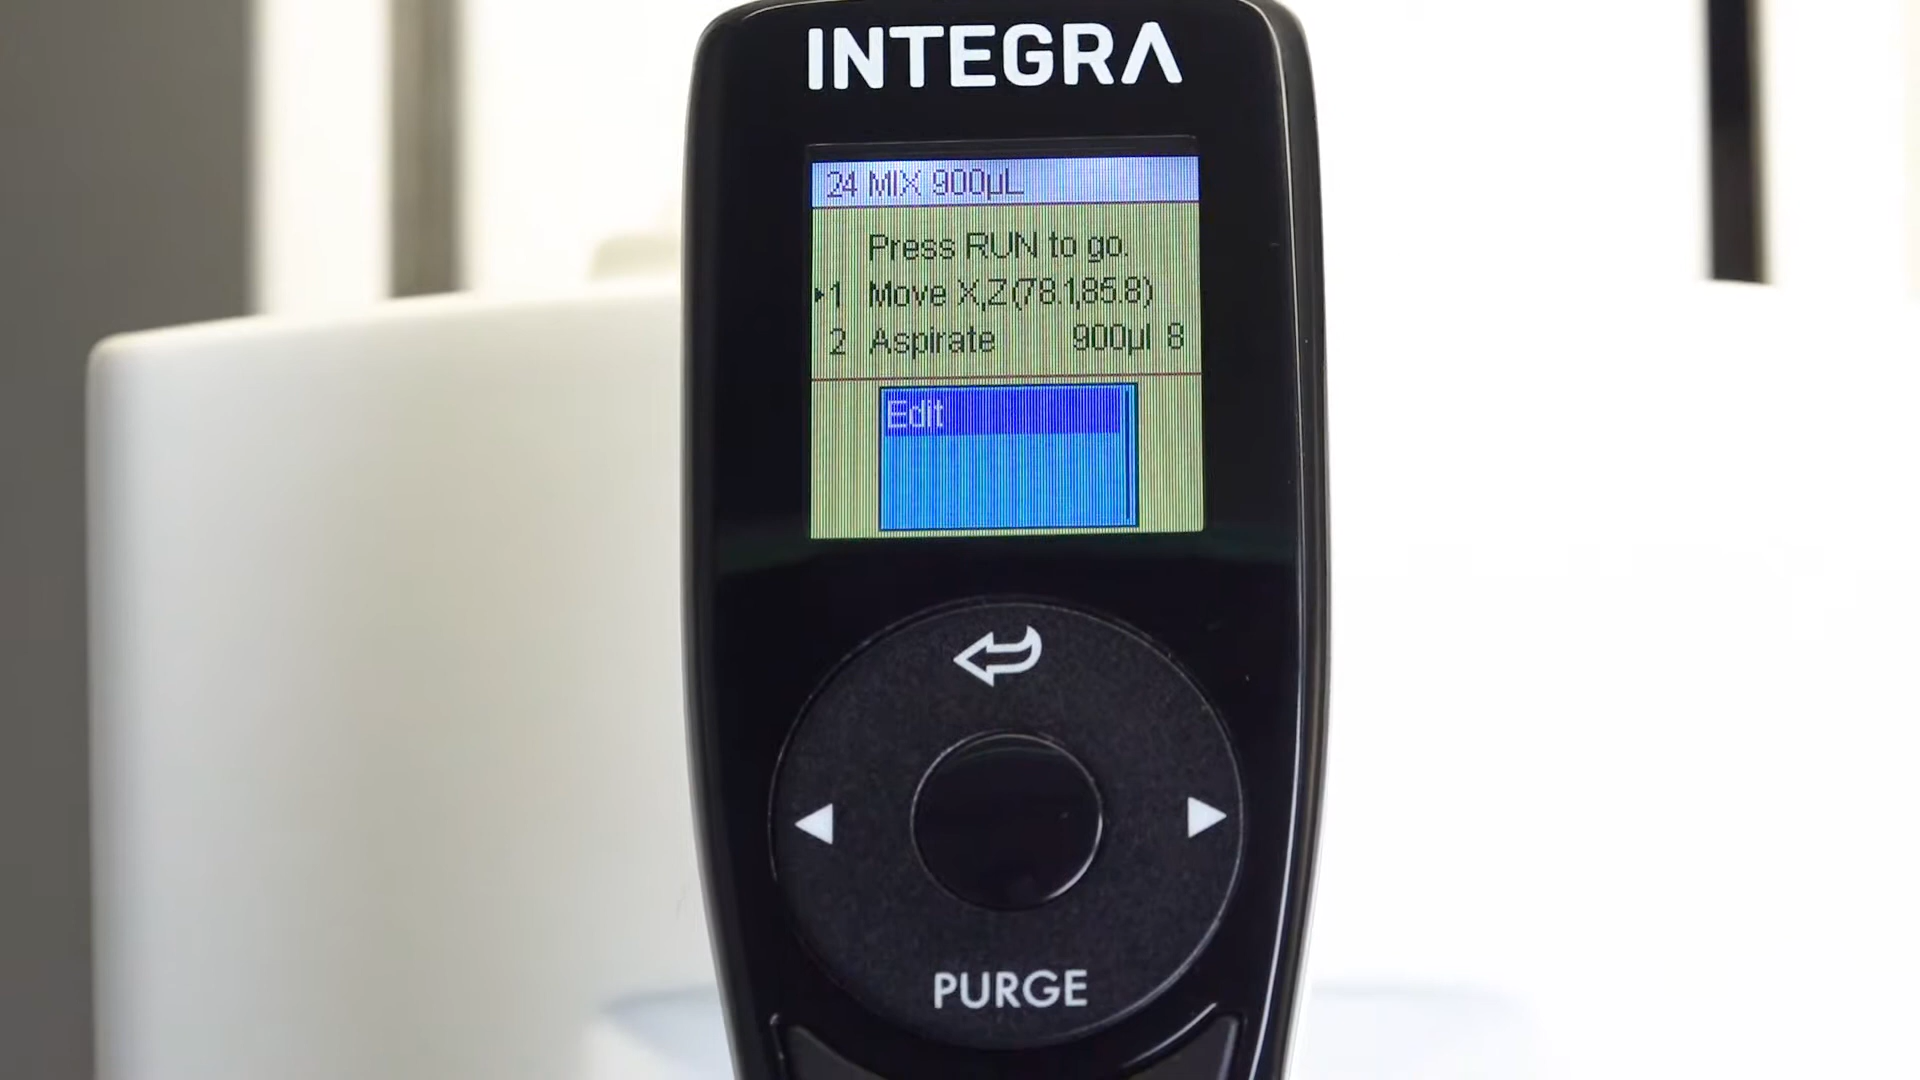 INTEGRA
24 MIX 900µL
Press RUN to go.
1 Move X,Z(78.1,85.8)
2 Aspirate 900µl 8
Edit
PURGE